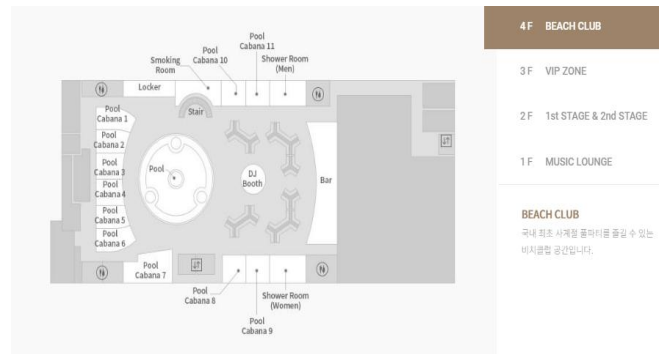 Pool
Cabana 11
Pool
Cabana 10
Smoking
Room
Shower Room
(Men)
Locker
Stair
Pool
Cabana 1
Pool
Cabana 2
Pool
Cabana 3
Pool
Cabana 4
Pool
Cabana 5
Pool
Cabana 6
Pool
DJ
Booth
Bar
Pool
Cabana 7
Pool
Cabana 8
Shower Room
(Women)
Pool
Cabana 9
4 F BEACH CLUB
3 F VIP ZONE
2 F 1st STAGE & 2nd STAGE
1 F MUSIC LOUNGE
BEACH CLUB
국내 최초 사계절 풀파티를 즐길 수 있는
비치클럽 공간입니다.